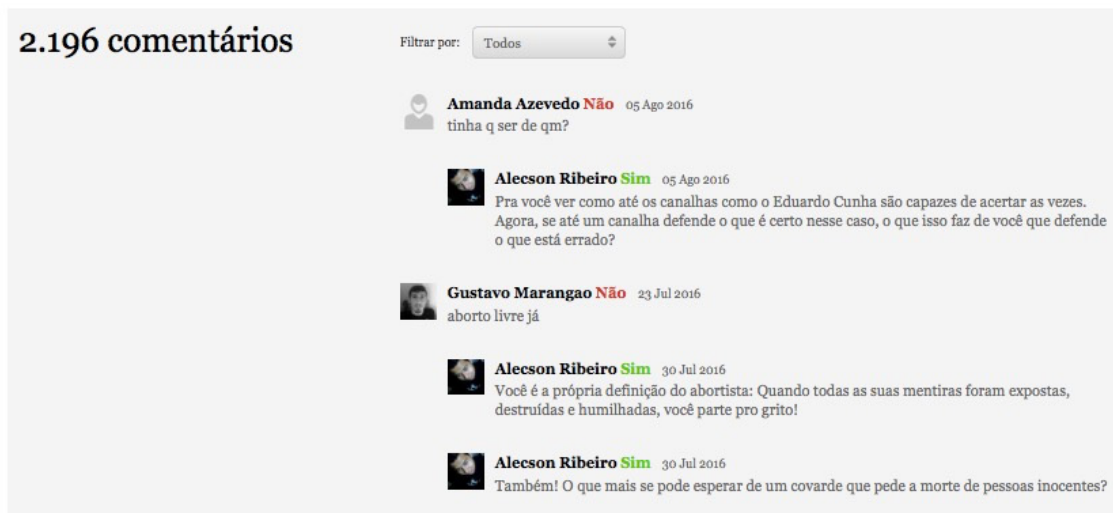 2.196 comentários
Filtrar por: Todos
Amanda Azevedo Não 05 Ago 2016
tinha q ser de qm?
Alecson Ribeiro Sim 05 Ago 2016
Pra você ver como até os canalhas como o Eduardo Cunha são capazes de acertar as vezes.
Agora, se até um canalha defende o que é certo nesse caso, o que isso faz de você que defende
o que está errado?
Gustavo Marangao Não 23 Jul 2016
aborto livre já
Alecson Ribeiro Sim 30 Jul 2016
Você é a própria definição do abortista: Quando todas as suas mentiras foram expostas,
destruídas e humilhadas, você parte pro grito!
Alecson Ribeiro Sim 30 Jul 2016
Também! O que mais se pode esperar de um covarde que pede a morte de pessoas inocentes?